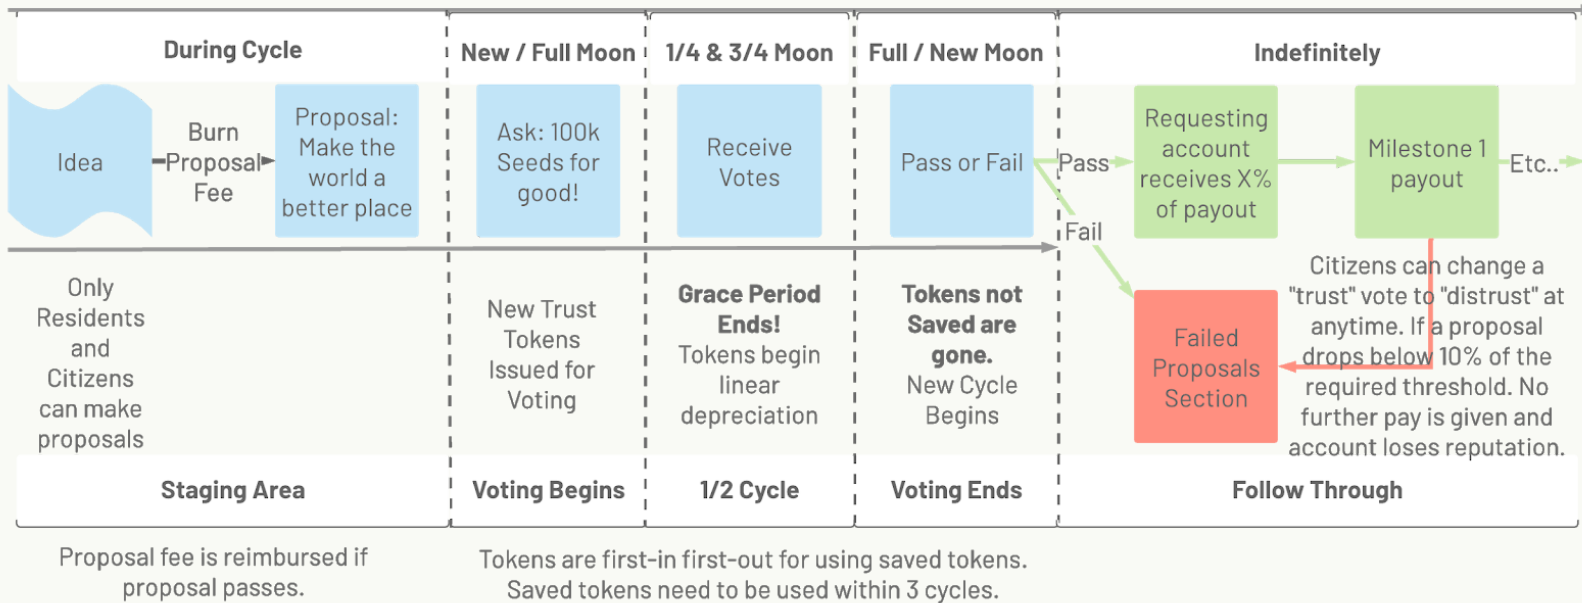 During Cycle
New / Full Moon
1/4 & 3/4 Moon
Full / New Moon
Indefinitely
Idea
Burn
Proposal
Fee
Proposal:
Make the
world a
better place
Ask: 100k
Seeds for
good!
Receive
Votes
Pass or Fail
Pass
Fail
Requesting
account
receives X%
of payout
Milestone 1
payout
Etc..
Only
Residents
and
Citizens
can make
proposals
New Trust
Tokens
Issued for
Voting
Grace Period
Ends!
Tokens begin
linear
depreciation
Tokens not
Saved are
gone.
New Cycle
Begins
Failed
Proposals
Section
Citizens can change a
"trust" vote to "distrust" at
anytime. If a proposal
drops below 10% of the
required threshold. No
further pay is given and
account loses reputation.
Staging Area
Voting Begins
1/2 Cycle
Voting Ends
Follow Through
Proposal fee is reimbursed if
proposal passes.
Tokens are first-in first-out for using saved tokens.
Saved tokens need to be used within 3 cycles.